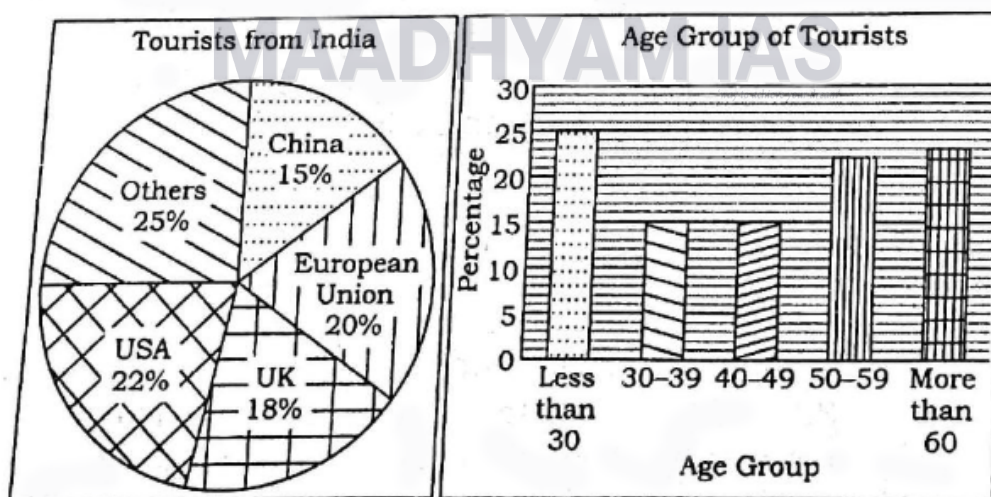 MAADHYAM IAS
Tourists from India
China
15%
Others
25%
European
Union
20%
USA
22%
UK
18%
Age Group of Tourists
Percentage
30
25
20
15
10
5
0
Less
than
30
30–39
40–49
50–59
More
than
60
Age Group